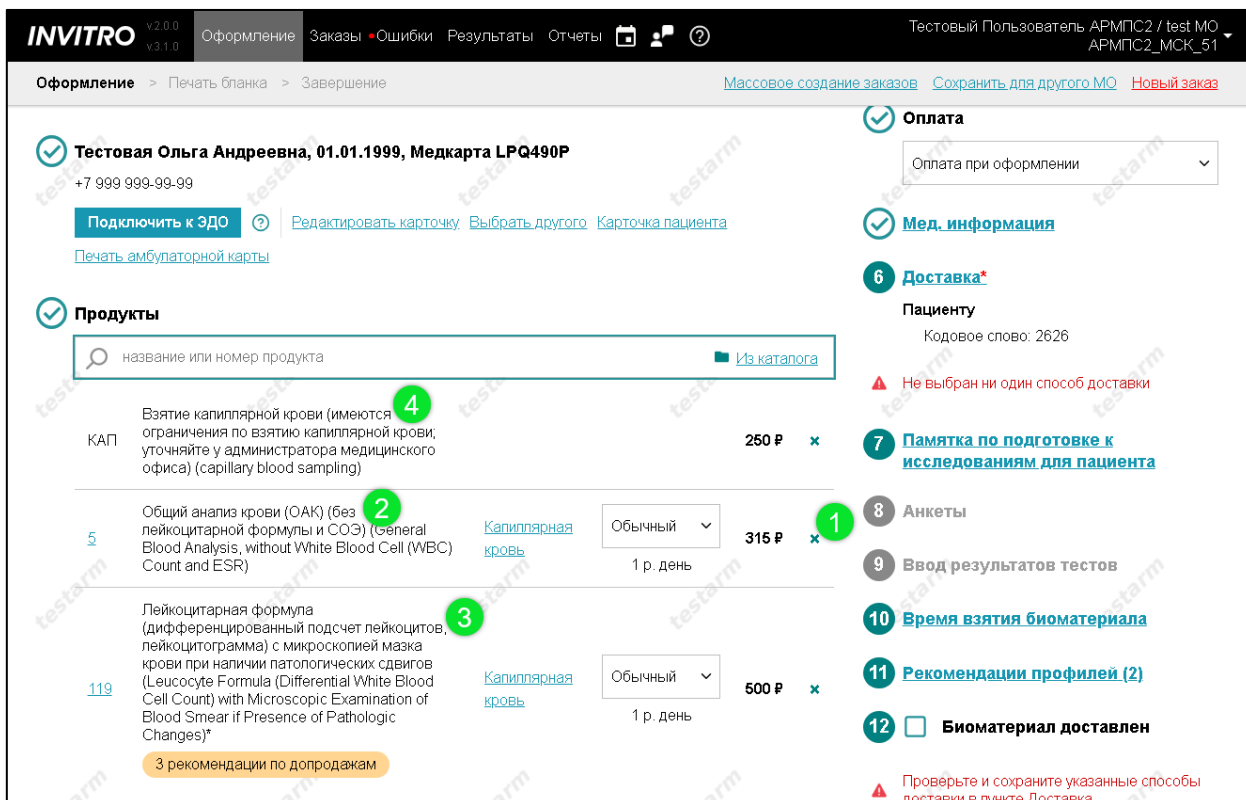 INVITRO v.2.0.0 v.3.1.0 Оформление Заказы Ошибки Результаты Отчеты
Тестовый Пользователь АРМПС2 / test МО
АРМПС2_МСК_51
Оформление > Печать бланка > Завершение
Массовое создание заказов Сохранить для другого МО Новый заказ
Тестовая Ольга Андреевна, 01.01.1999, Медкарта LPQ490P
+7 999 999-99-99
Подключить к ЭДО ? Редактировать карточку Выбрать другого Карточка пациента
Печать амбулаторной карты
Продукты
название или номер продукта
Из каталога
КАП
Взятие капиллярной крови (имеются
ограничения по взятию капиллярной крови;
уточняйте у администратора медицинского
офиса) (capillary blood sampling)
4
250 ₽ ×
5
Общий анализ крови (ОАК) (без
лейкоцитарной формулы и СОЭ) (General
Blood Analysis, without White Blood Cell (WBC)
Count and ESR)
2
Капиллярная
кровь
Обычный
1 р. день
315 ₽ ×
1
119
Лейкоцитарная формула
(дифференцированный подсчет лейкоцитов,
лейкоцитограмма) с микроскопией мазка
крови при наличии патологических сдвигов
(Leucocyte Formula (Differential White Blood
Cell Count) with Microscopic Examination of
Blood Smear if Presence of Pathologic
Changes)*
3
Капиллярная
кровь
Обычный
1 р. день
500 ₽ ×
3 рекомендации по допродажам
Оплата
Оплата при оформлении
Мед. информация
6 Доставка*
Пациенту
Кодовое слово: 2626
Не выбран ни один способ доставки
7 Памятка по подготовке к
исследованиям для пациента
8 Анкеты
9 Ввод результатов тестов
10 Время взятия биоматериала
11 Рекомендации профилей (2)
12 Биоматериал доставлен
Проверьте и сохраните указанные способы
доставки в пункте Доставка
testarm